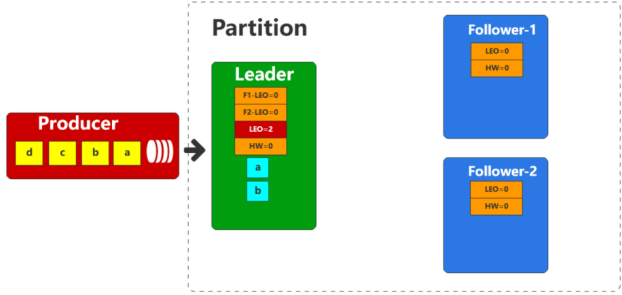 Partition
Producer
d c b a
Leader
F1-LEO=0
F2-LEO=0
LEO=2
HW=0
a
b
Follower-1
LEO=0
HW=0
Follower-2
LEO=0
HW=0